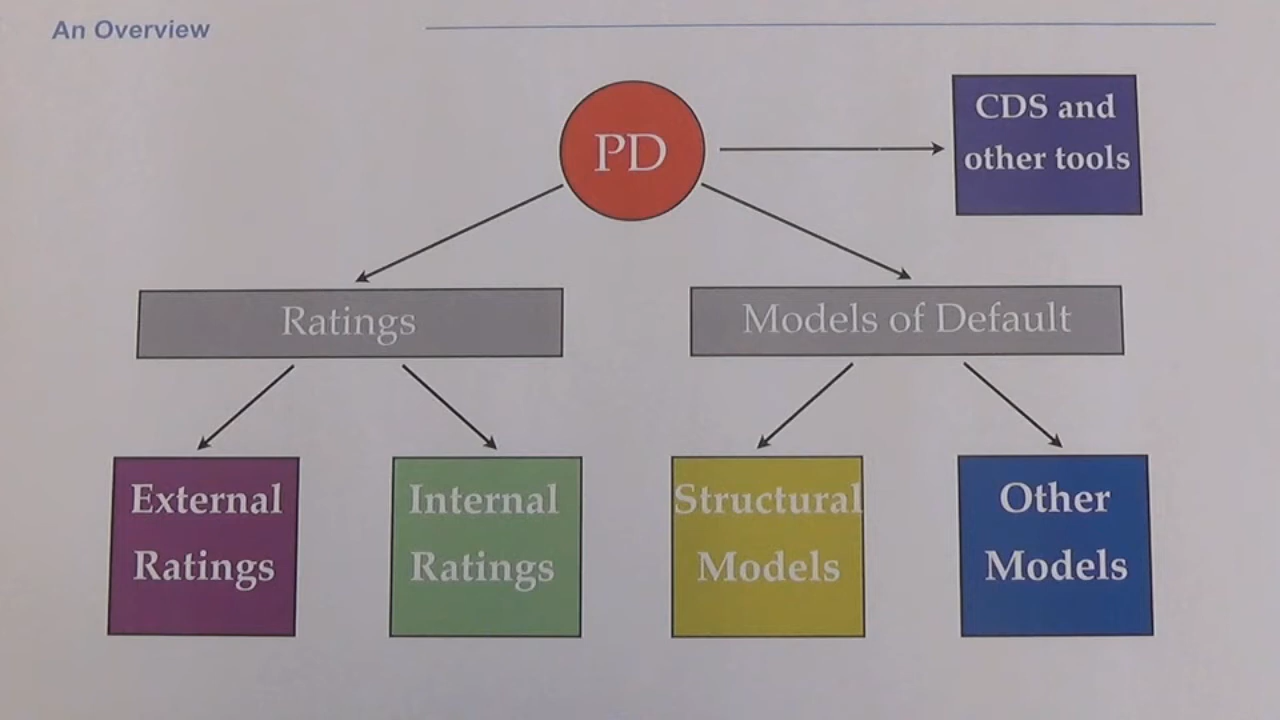 An Overview
PD
CDS and
other tools
Ratings
Models of Default
External
Ratings
Internal
Ratings
Structural
Models
Other
Models